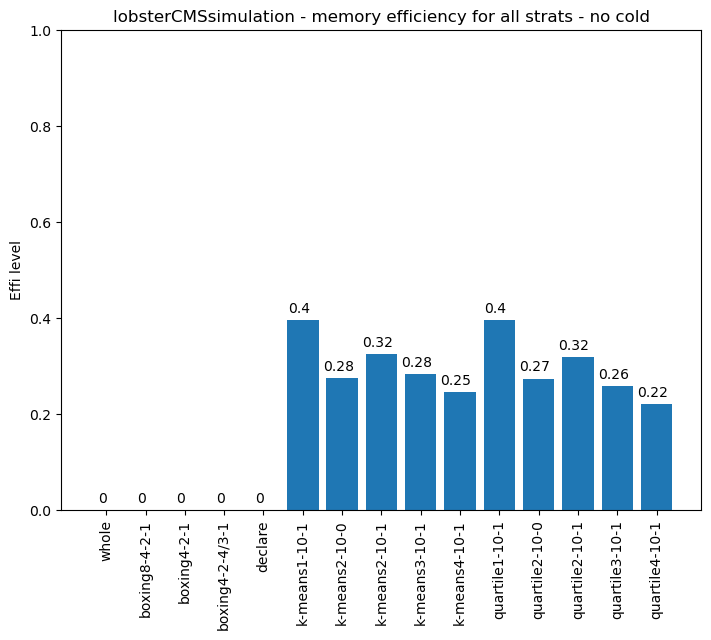 lobsterCMSsimulation - memory efficiency for all strats - no cold
Effi level
1.0
0.8
0.6
0.4
0.2
0.0
0
0
0
0
0
0.4
0.28
0.32
0.28
0.25
0.4
0.27
0.32
0.26
0.22
whole
boxing8-4-2-1
boxing4-2-1
boxing4-2-4/3-1
declare
k-means1-10-1
k-means2-10-0
k-means2-10-1
k-means3-10-1
k-means4-10-1
quartile1-10-1
quartile2-10-0
quartile2-10-1
quartile3-10-1
quartile4-10-1